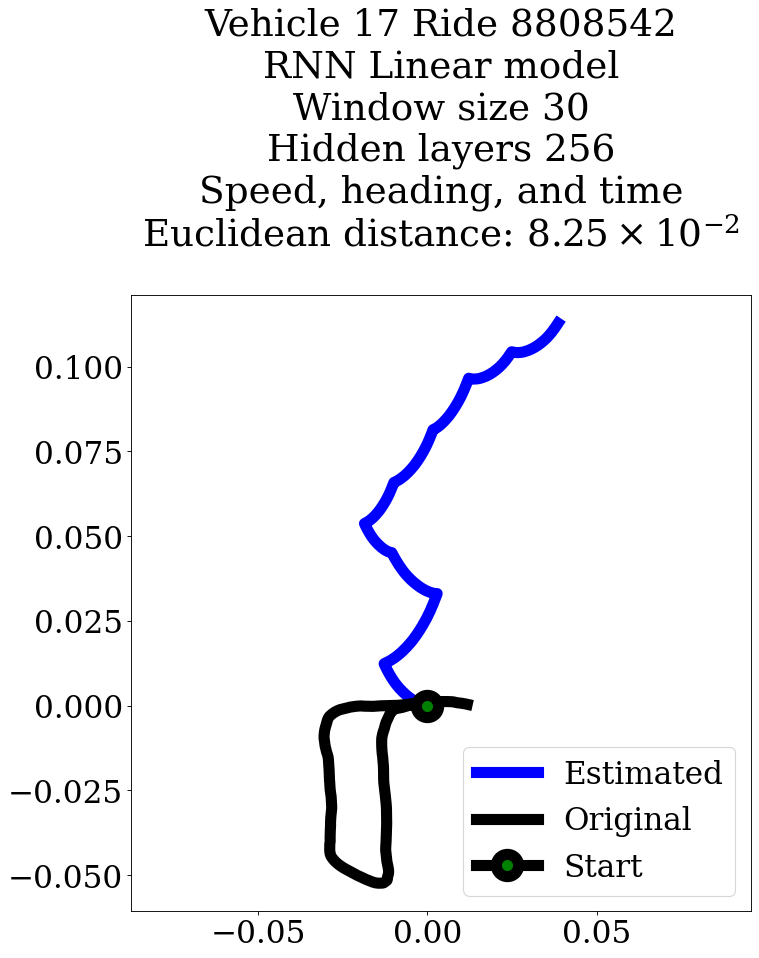 Vehicle 17 Ride 8808542
RNN Linear model
Window size 30
Hidden layers 256
Speed, heading, and time
Euclidean distance: 8.25 × 10⁻²
0.100
0.075
0.050
0.025
0.000
−0.025
−0.050
Estimated
Original
Start
−0.05
0.00
0.05